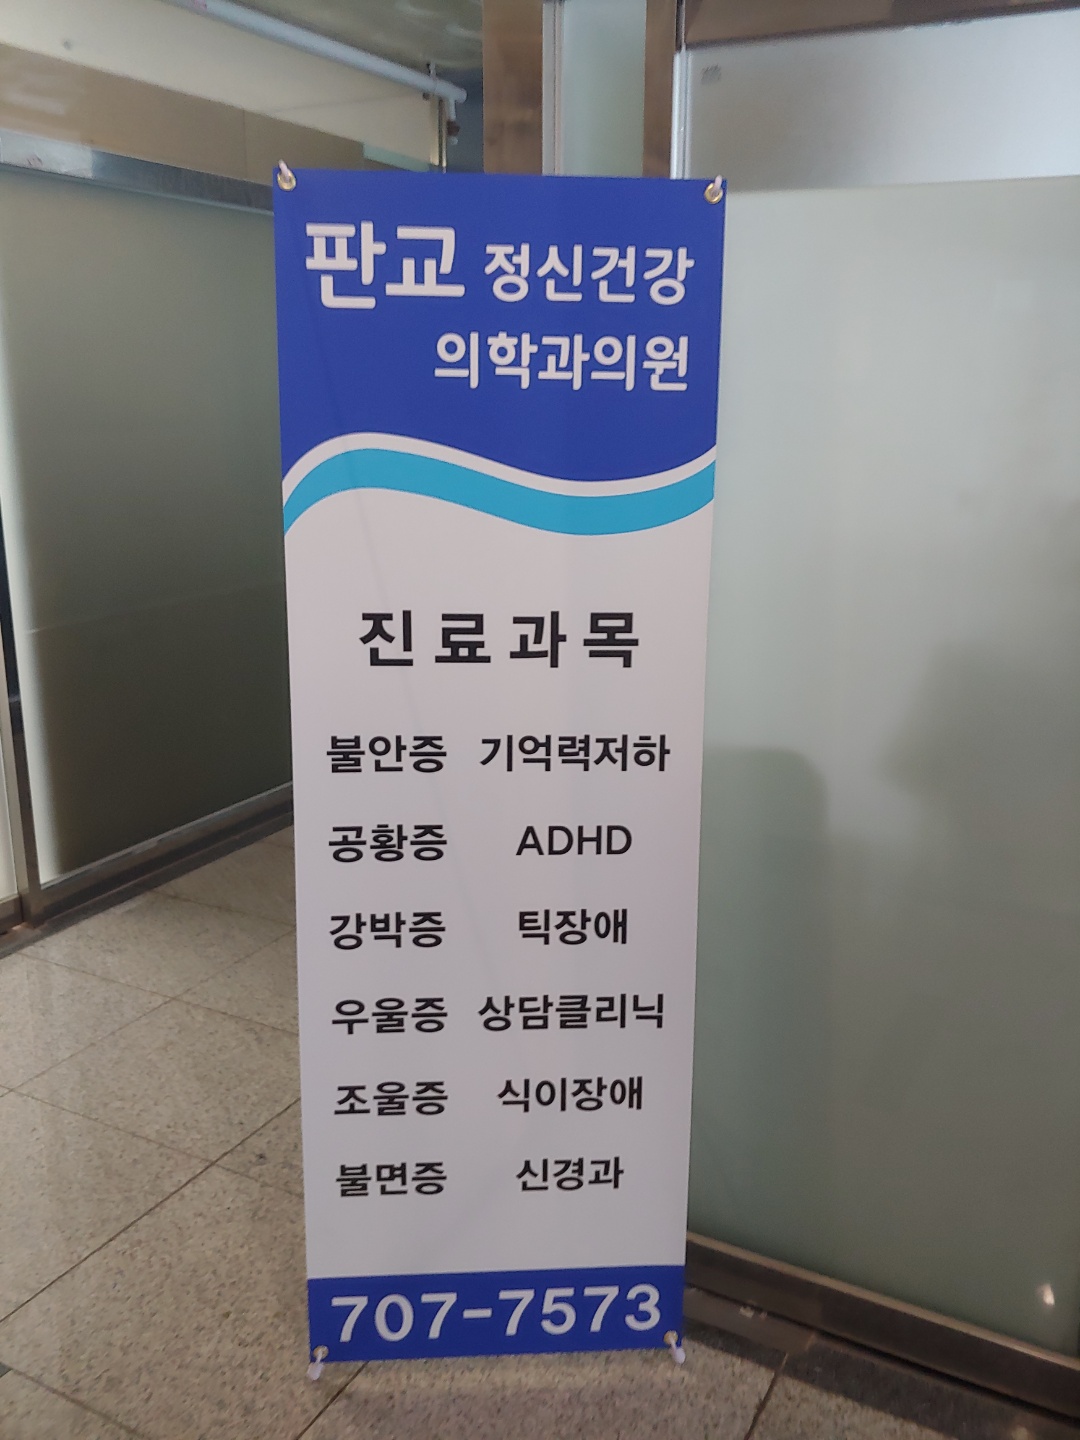 판교 정신건강
의학과의원
진료과목
불안증 기억력저하
공황증 ADHD
강박증 틱장애
우울증 상담클리닉
조울증 식이장애
불면증 신경과
707-7573